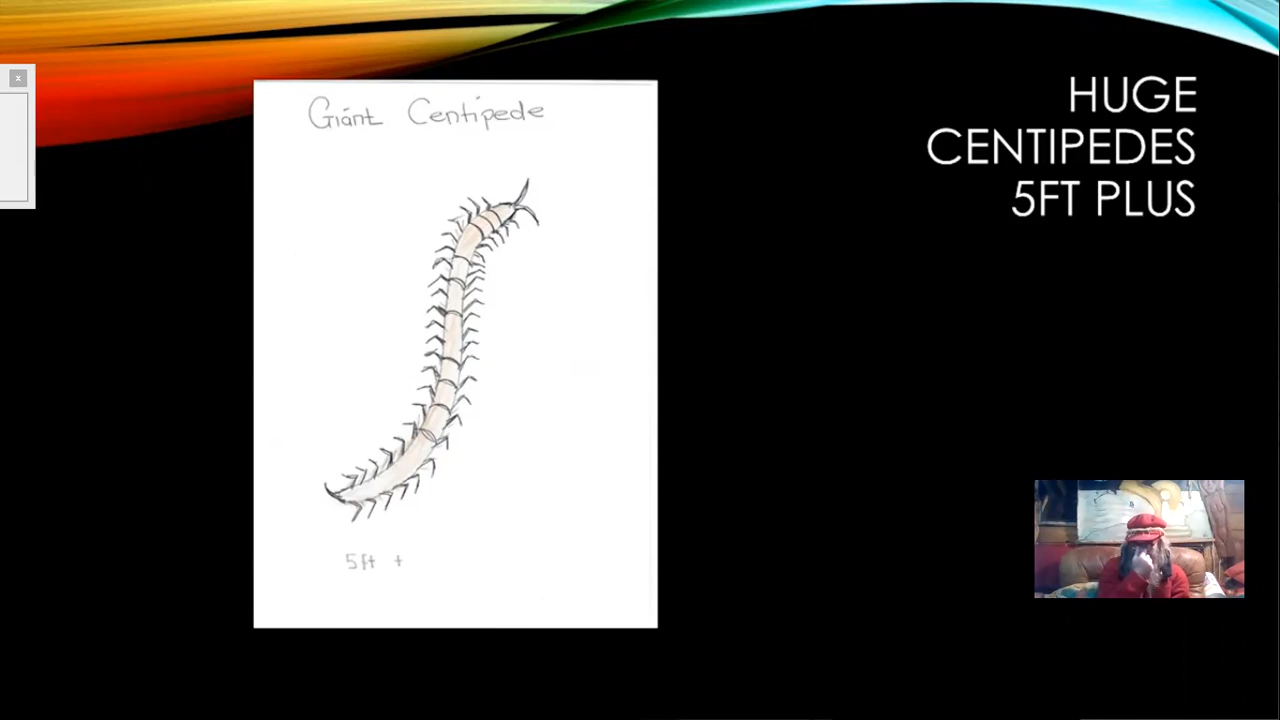 Giant Centipede
5ft +
HUGE
CENTIPEDES
5FT PLUS
x